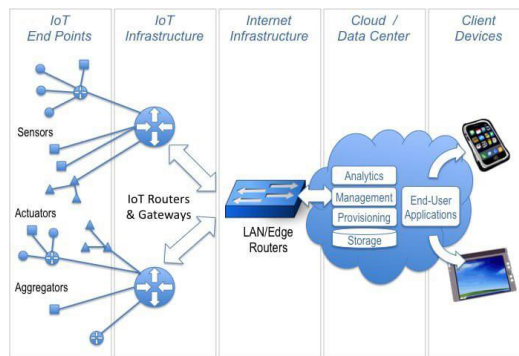 IoT
End Points
IoT
Infrastructure
Internet
Infrastructure
Cloud /
Data Center
Client
Devices
Sensors
Actuators
Aggregators
IoT Routers
& Gateways
LAN/Edge
Routers
Analytics
Management
Provisioning
Storage
End-User
Applications